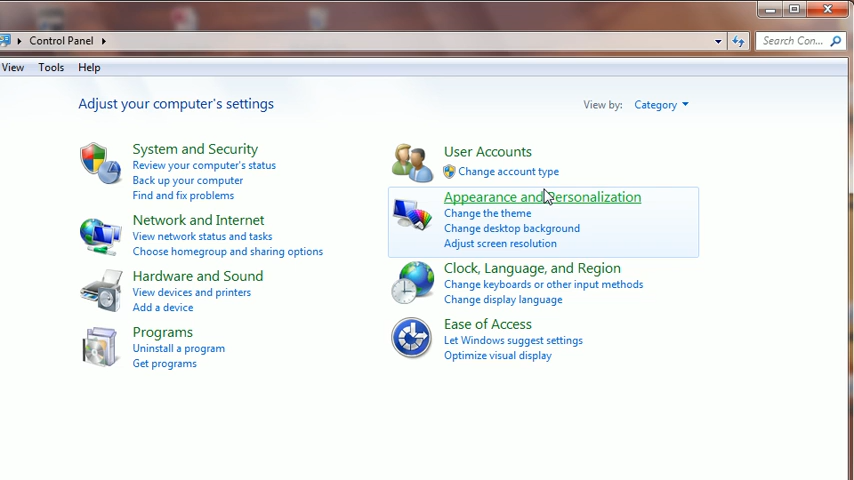 Control Panel
Search Con...
View Tools Help
Adjust your computer's settings
View by: Category
System and Security
Review your computer's status
Back up your computer
Find and fix problems
Network and Internet
View network status and tasks
Choose homegroup and sharing options
Hardware and Sound
View devices and printers
Add a device
Programs
Uninstall a program
Get programs
User Accounts
Change account type
Appearance and Personalization
Change the theme
Change desktop background
Adjust screen resolution
Clock, Language, and Region
Change keyboards or other input methods
Change display language
Ease of Access
Let Windows suggest settings
Optimize visual display